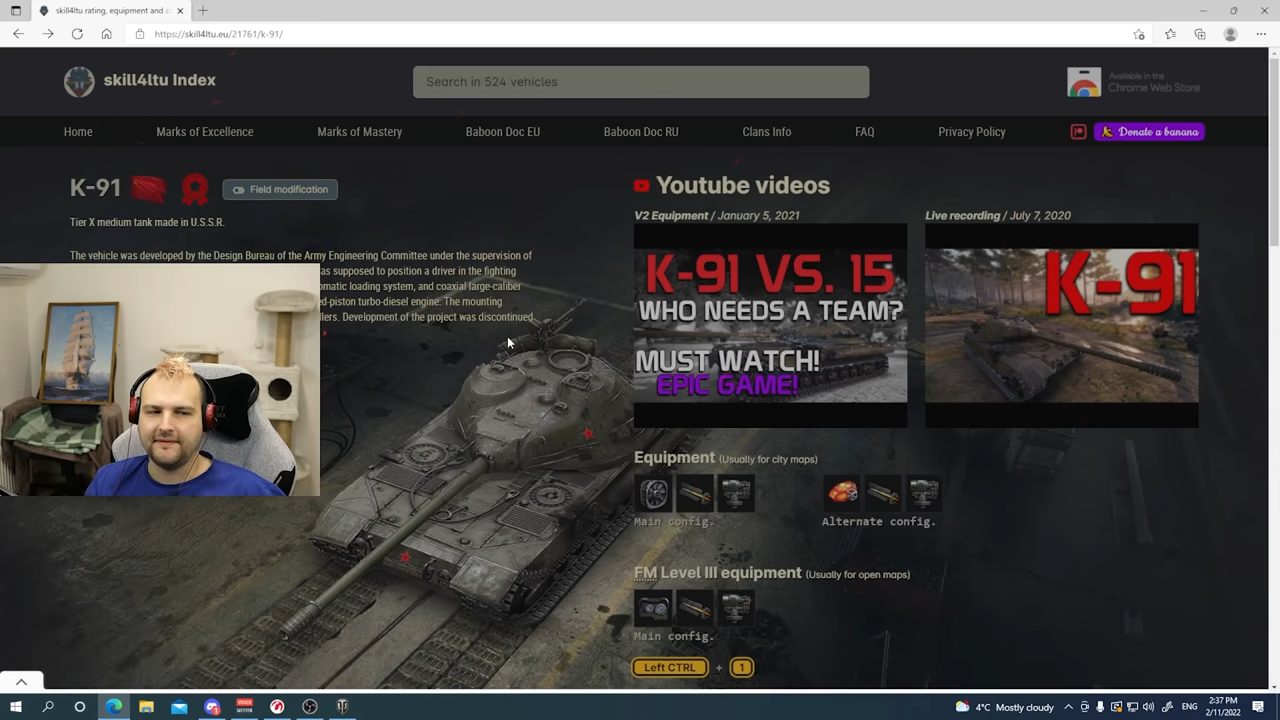 skill4ltu rating, equipment and c
https://skill4ltu.eu/21761/k-91/
skill4ltu Index
Search in 524 vehicles
Available in the
Chrome Web Store
Home
Marks of Excellence
Marks of Mastery
Baboon Doc EU
Baboon Doc RU
Clans Info
FAQ
Privacy Policy
Donate a banana
K-91
Field modification
Tier X medium tank made in U.S.S.R.
The vehicle was developed by the Design Bureau of the Army Engineering Committee under the supervision of
as supposed to position a driver in the fighting
omatic loading system, and coaxial large-caliber
ed-piston turbo-diesel engine. The mounting
llers. Development of the project was discontinued
Youtube videos
V2 Equipment / January 5, 2021
K-91 VS. 15
WHO NEEDS A TEAM?
MUST WATCH!
EPIC GAME!
Live recording / July 7, 2020
K-91
Equipment (Usually for city maps)
Main config.
Alternate config.
FM Level III equipment (Usually for open maps)
Main config.
Left CTRL + 1
4°C Mostly cloudy
ENG
2:37 PM
2/11/2022